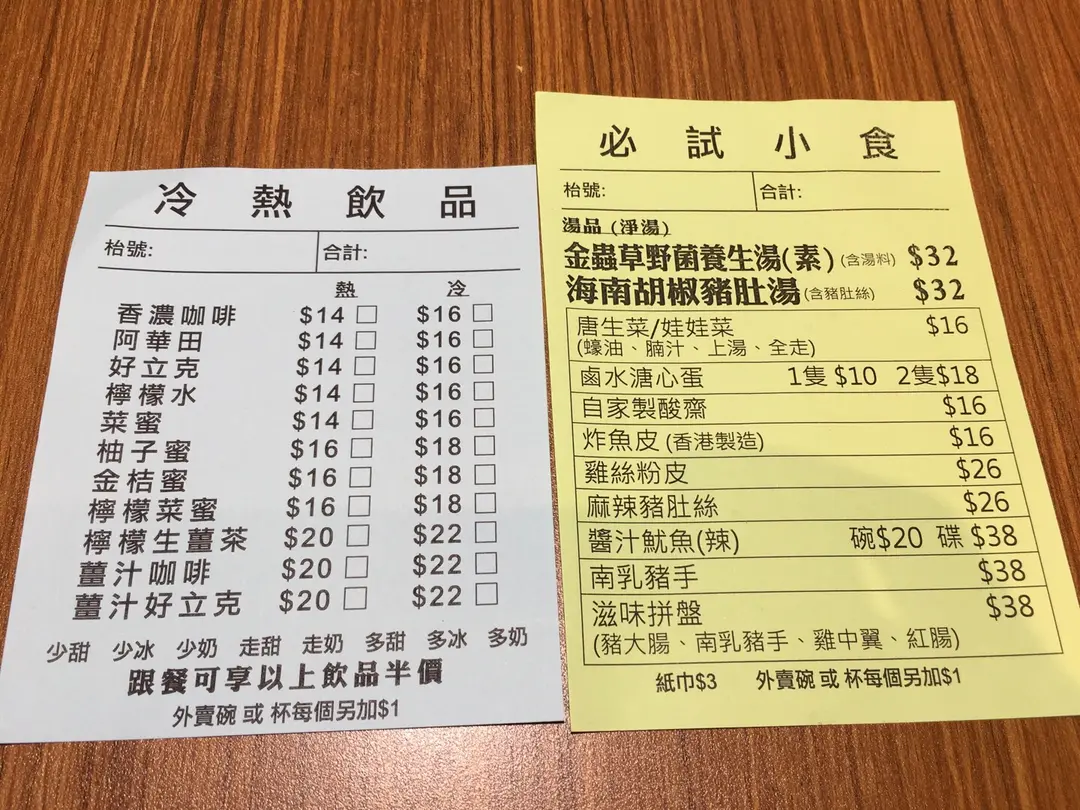 冷熱飲品
枱號: 合計:
熱 冷
香濃咖啡 $14 □ $16 □
阿華田 $14 □ $16 □
好立克 $14 □ $16 □
檸檬水 $14 □ $16 □
菜蜜 $14 □ $16 □
柚子蜜 $16 □ $18 □
金桔蜜 $16 □ $18 □
檸檬菜蜜 $16 □ $18 □
檸檬生薑茶 $20 □ $22 □
薑汁咖啡 $20 □ $22 □
薑汁好立克 $20 □ $22 □
少甜 少冰 少奶 走甜 走奶 多甜 多冰 多奶
跟餐可享以上飲品半價
外賣碗 或 杯每個另加$1
必試小食
枱號: 合計:
湯品 (淨湯)
金蟲草野菌養生湯(素) (含湯料) $32
海南胡椒豬肚湯 (含豬肚絲) $32
唐生菜/娃娃菜 $16
(蠔油、腩汁、上湯、全走)
鹵水溏心蛋 1隻 $10 2隻$18
自家製酸齋 $16
炸魚皮 (香港製造) $16
雞絲粉皮 $26
麻辣豬肚絲 $26
醬汁魷魚(辣) 碗$20 碟 $38
南乳豬手 $38
滋味拼盤 $38
(豬大腸、南乳豬手、雞中翼、紅腸)
紙巾$3 外賣碗 或 杯每個另加$1